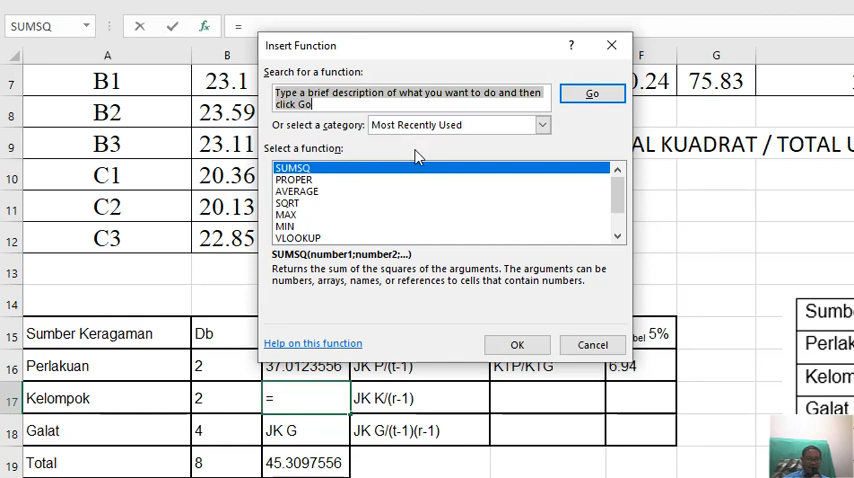 SUMSQ
=
A B F G
7 B1 23.1 0.24 75.83
8 B2 23.59
9 B3 23.11 AL KUADRAT / TOTAL U
10 C1 20.36
11 C2 20.13
12 C3 22.85
13
14
15 Sumber Keragaman Db bel 5%
16 Perlakuan 2 37.0123556 JK P/(t-1) KTP/KTG 6.94
17 Kelompok 2 = JK K/(r-1)
18 Galat 4 JK G JK G/(t-1)(r-1)
19 Total 8 45.3097556
Insert Function
? ×
Search for a function:
Type a brief description of what you want to do and then
click Go
Go
Or select a category: Most Recently Used
Select a function:
SUMSQ
PROPER
AVERAGE
SQRT
MAX
MIN
VLOOKUP
SUMSQ(number1;number2;...)
Returns the sum of the squares of the arguments. The arguments can be
numbers, arrays, names, or references to cells that contain numbers.
Help on this function
OK Cancel
Sumbe
Perlak
Kelom
Galat